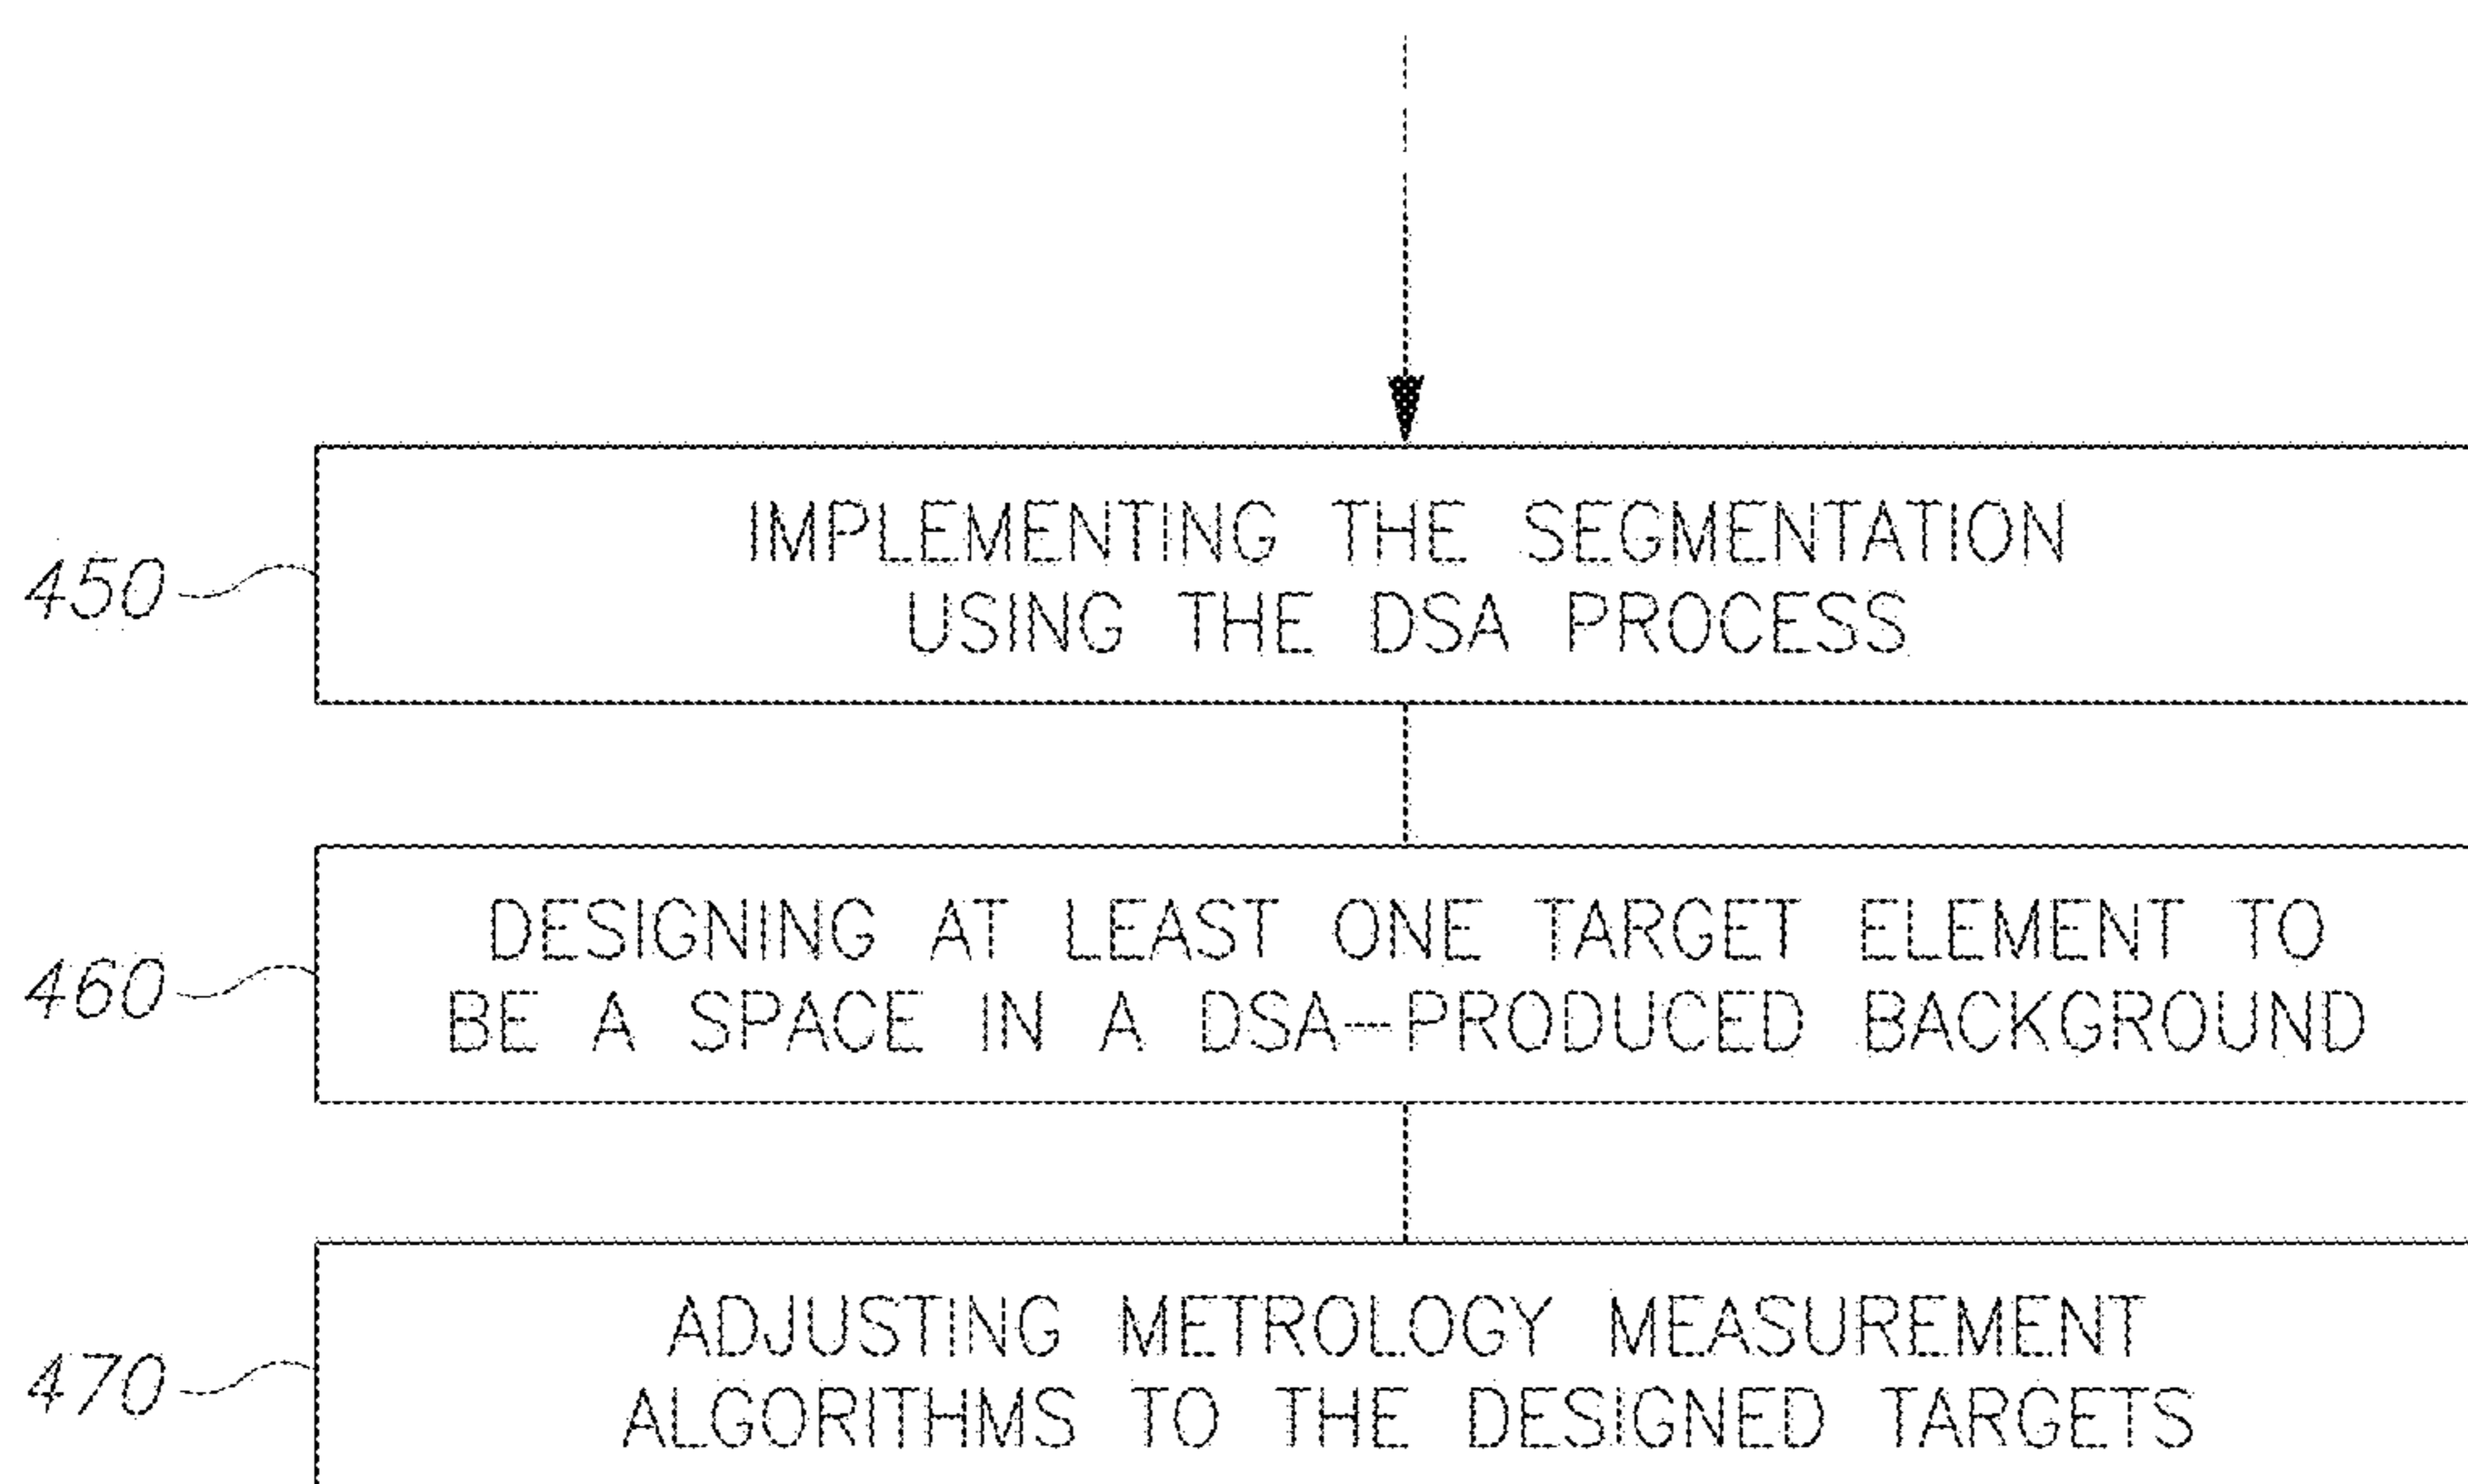 450
IMPLEMENTING THE SEGMENTATION
USING THE DSA PROCESS
460
DESIGNING AT LEAST ONE TARGET ELEMENT TO
BE A SPACE IN A DSA-PRODUCED BACKGROUND
470
ADJUSTING METROLOGY MEASUREMENT
ALGORITHMS TO THE DESIGNED TARGETS